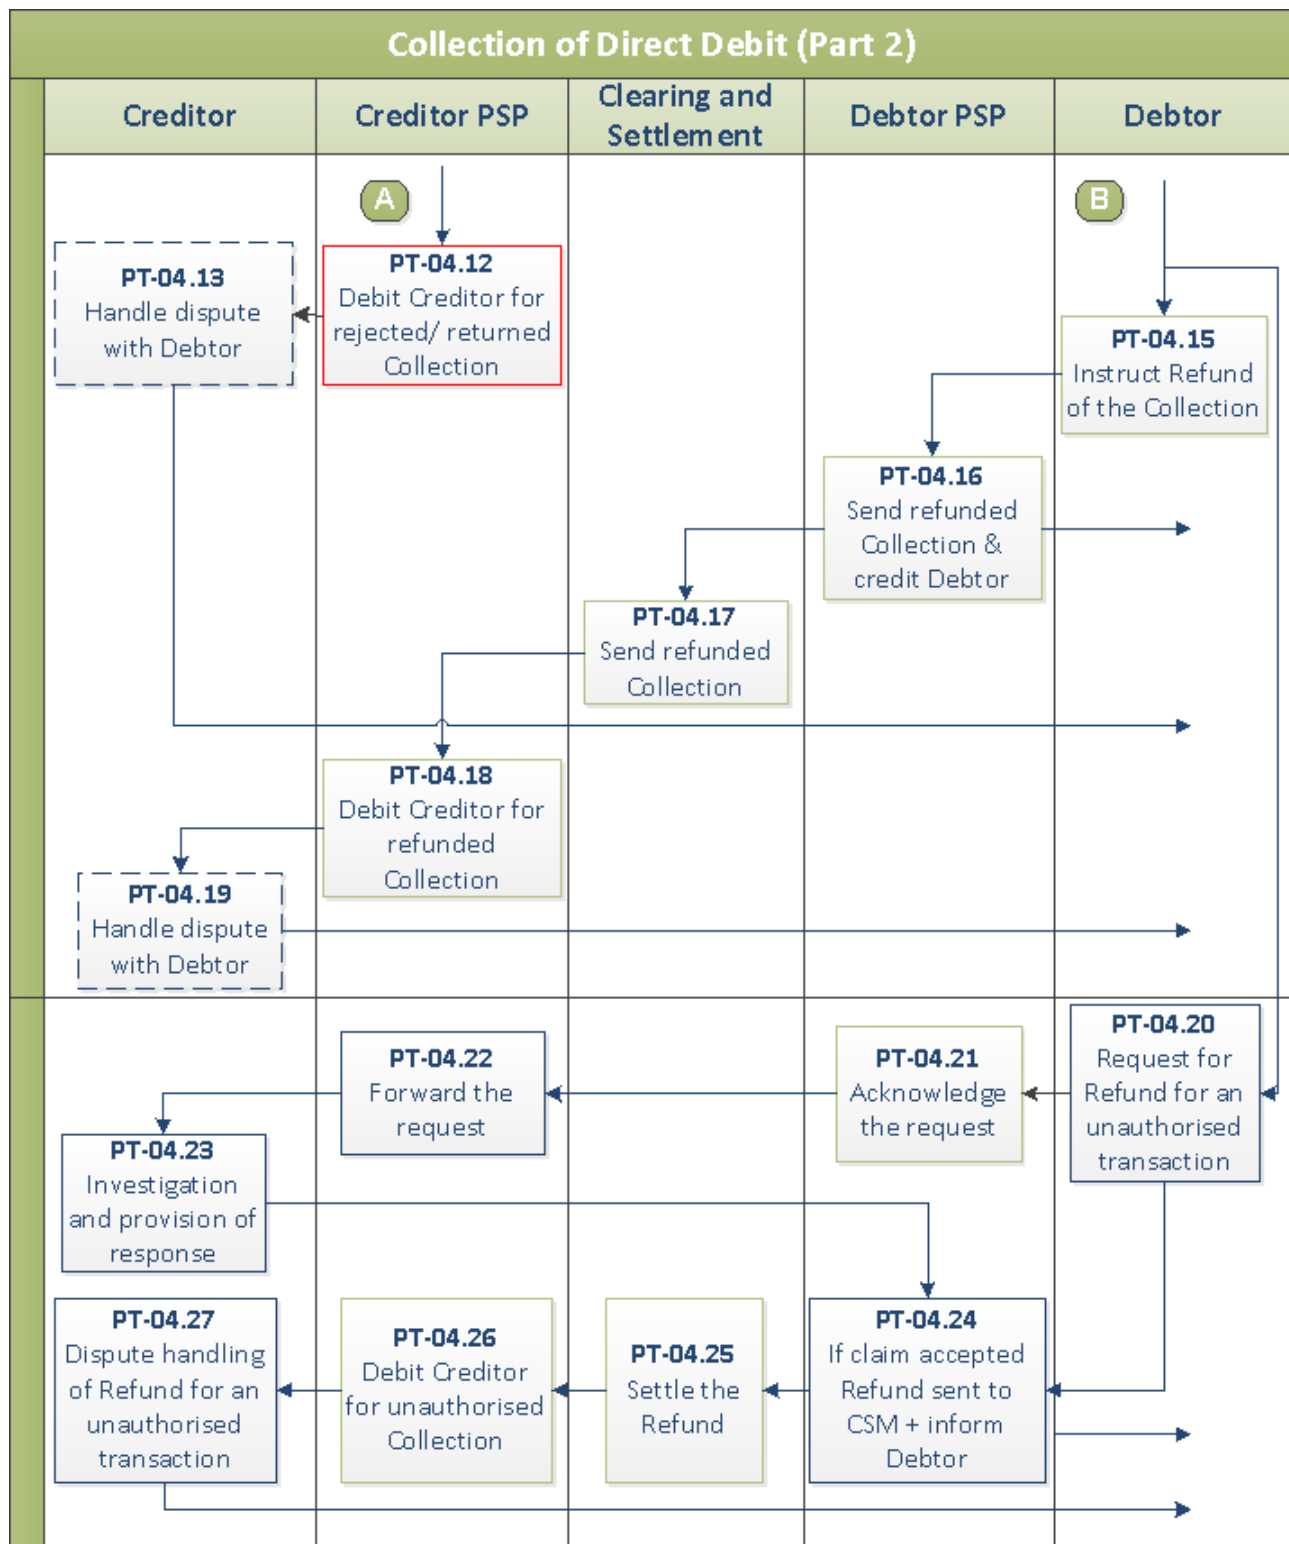 Collection of Direct Debit (Part 2)
Creditor
Creditor PSP
Clearing and
Settlement
Debtor PSP
Debtor
A
B
PT-04.12
Debit Creditor for
rejected/ returned
Collection
PT-04.13
Handle dispute
with Debtor
PT-04.15
Instruct Refund
of the Collection
PT-04.16
Send refunded
Collection &
credit Debtor
PT-04.17
Send refunded
Collection
PT-04.18
Debit Creditor for
refunded
Collection
PT-04.19
Handle dispute
with Debtor
PT-04.20
Request for
Refund for an
unauthorised
transaction
PT-04.21
Acknowledge
the request
PT-04.22
Forward the
request
PT-04.23
Investigation
and provision of
response
PT-04.24
If claim accepted
Refund sent to
CSM + inform
Debtor
PT-04.25
Settle the
Refund
PT-04.26
Debit Creditor
for unauthorised
Collection
PT-04.27
Dispute handling
of Refund for an
unauthorised
transaction